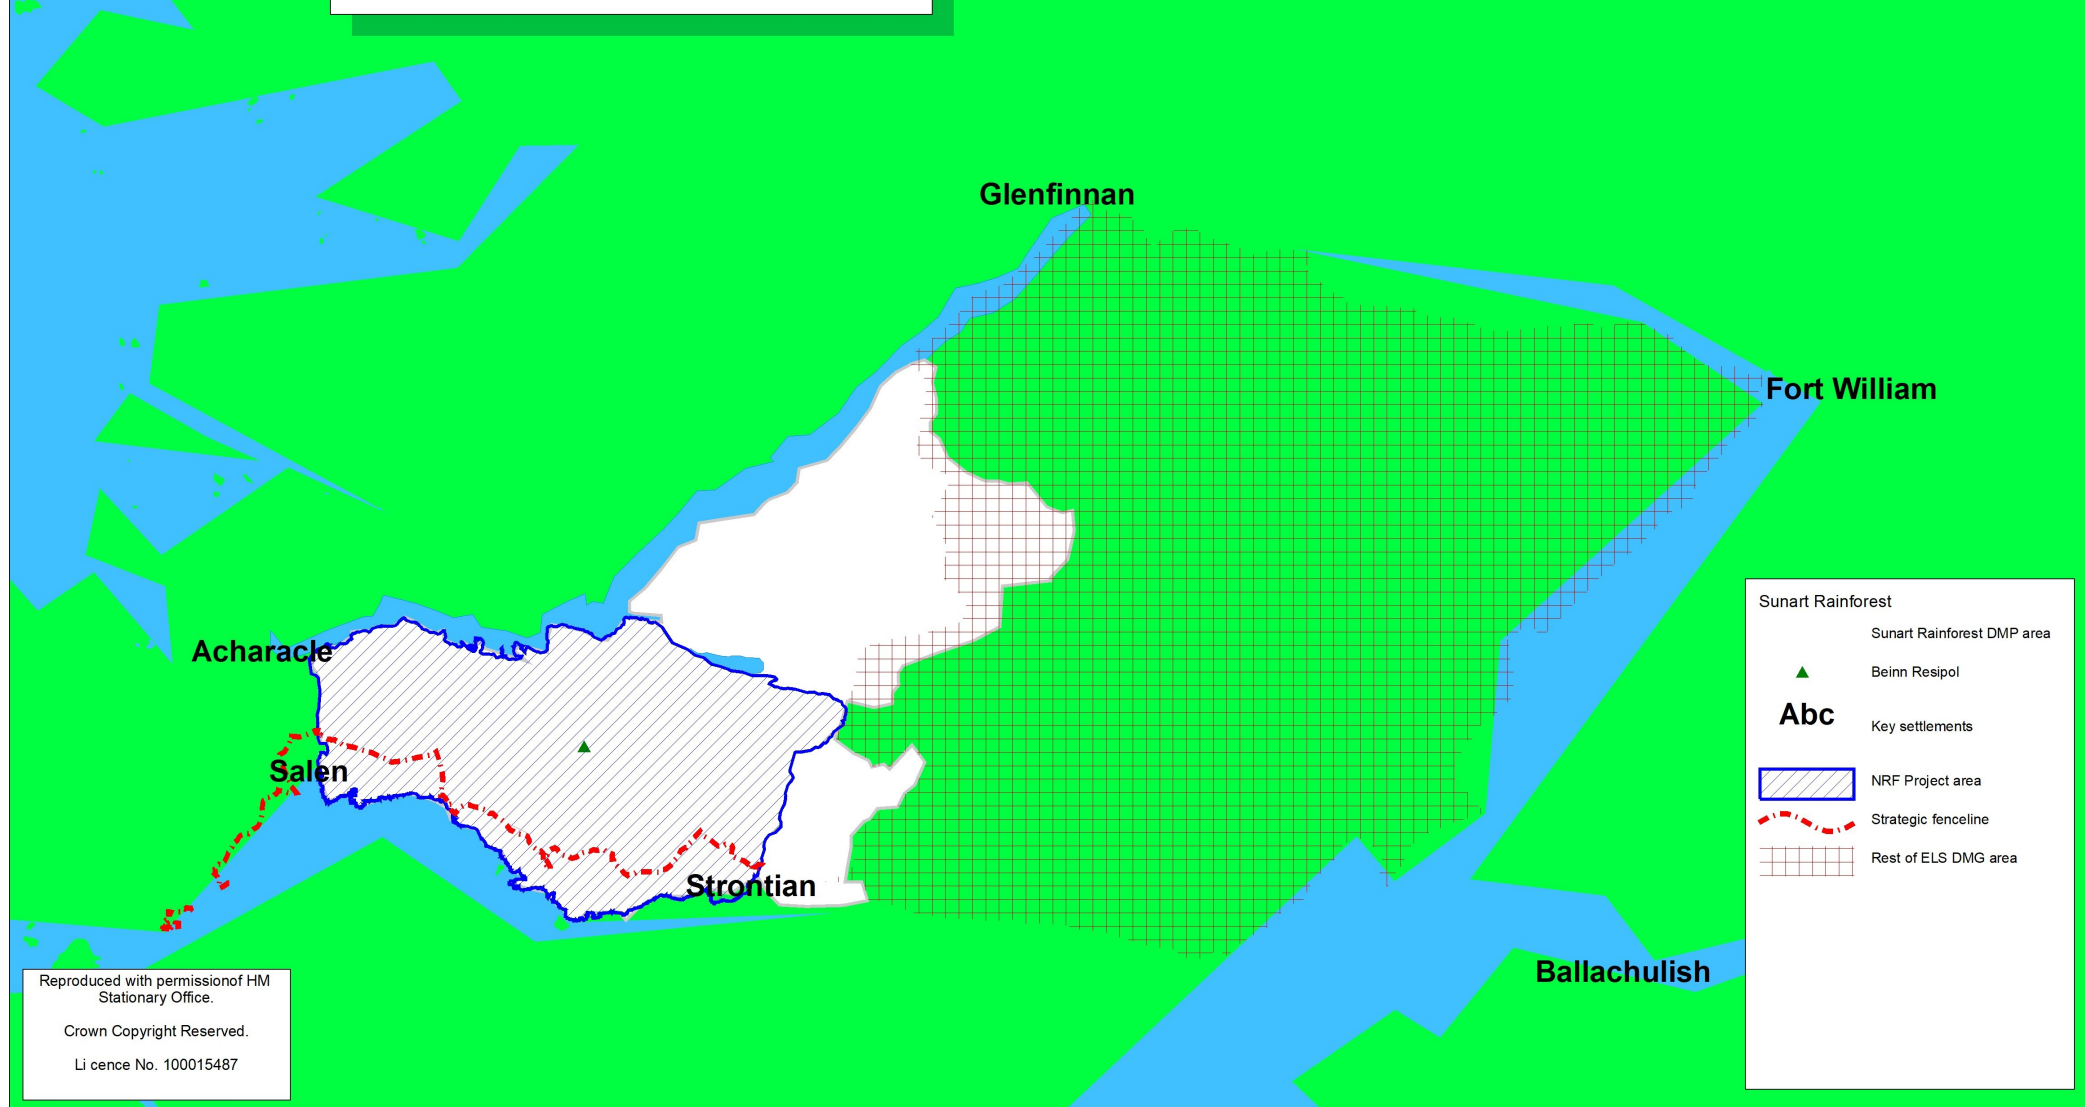 Glenfinnan
Fort William
Acharacle
Salen
Strontian
Ballachulish
Sunart Rainforest
Sunart Rainforest DMP area
Beinn Resipol
Abc
Key settlements
NRF Project area
Strategic fenceline
Rest of ELS DMG area
Reproduced with permissionof HM
Stationary Office.
Crown Copyright Reserved.
Li cence No. 100015487